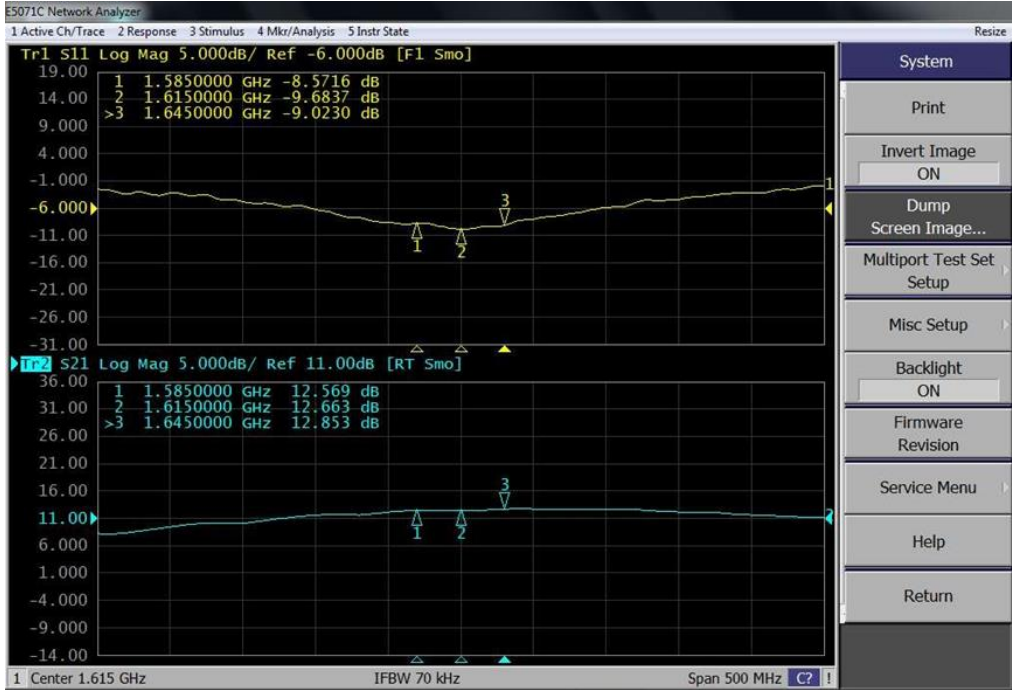 E5071C Network Analyzer
1 Active Ch/Trace 2 Response 3 Stimulus 4 Mkr/Analysis 5 Instr State
Resize
Tr1 S11 Log Mag 5.000dB/ Ref -6.000dB [F1 Smo]
19.00
14.00
9.000
4.000
-1.000
-6.000
-11.00
-16.00
-21.00
-26.00
-31.00
1 1.5850000 GHz -8.5716 dB
2 1.6150000 GHz -9.6837 dB
>3 1.6450000 GHz -9.0230 dB
1
2
3
1
Tr2 S21 Log Mag 5.000dB/ Ref 11.00dB [RT Smo]
36.00
31.00
26.00
21.00
16.00
11.00
6.000
1.000
-4.000
-9.000
-14.00
1 1.5850000 GHz 12.569 dB
2 1.6150000 GHz 12.663 dB
>3 1.6450000 GHz 12.853 dB
1
2
3
2
1 Center 1.615 GHz
IFBW 70 kHz
Span 500 MHz C? !
System
Print
Invert Image
ON
Dump
Screen Image...
Multiport Test Set
Setup
Misc Setup
Backlight
ON
Firmware
Revision
Service Menu
Help
Return